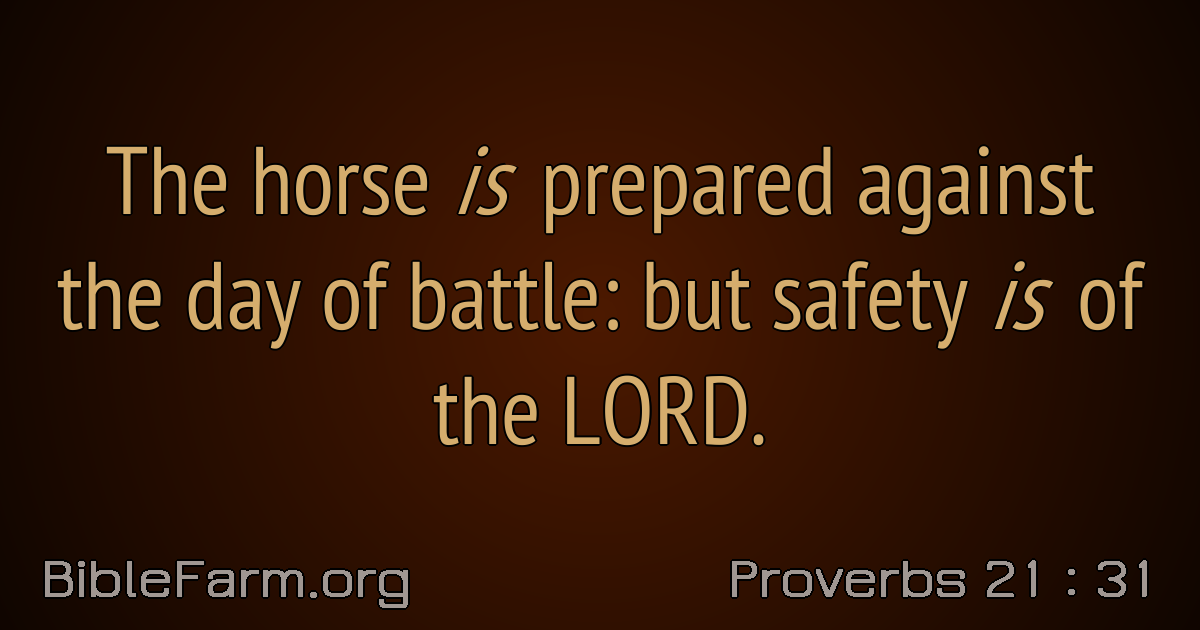 The horse is prepared against
the day of battle: but safety is of
the LORD.
BibleFarm.org
Proverbs 21 : 31